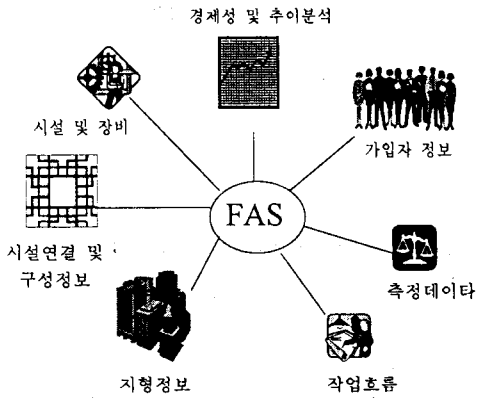 경제성 및 추이분석
시설 및 장비
가입자 정보
FAS
시설연결 및
구성정보
측정데이타
지형정보
작업흐름